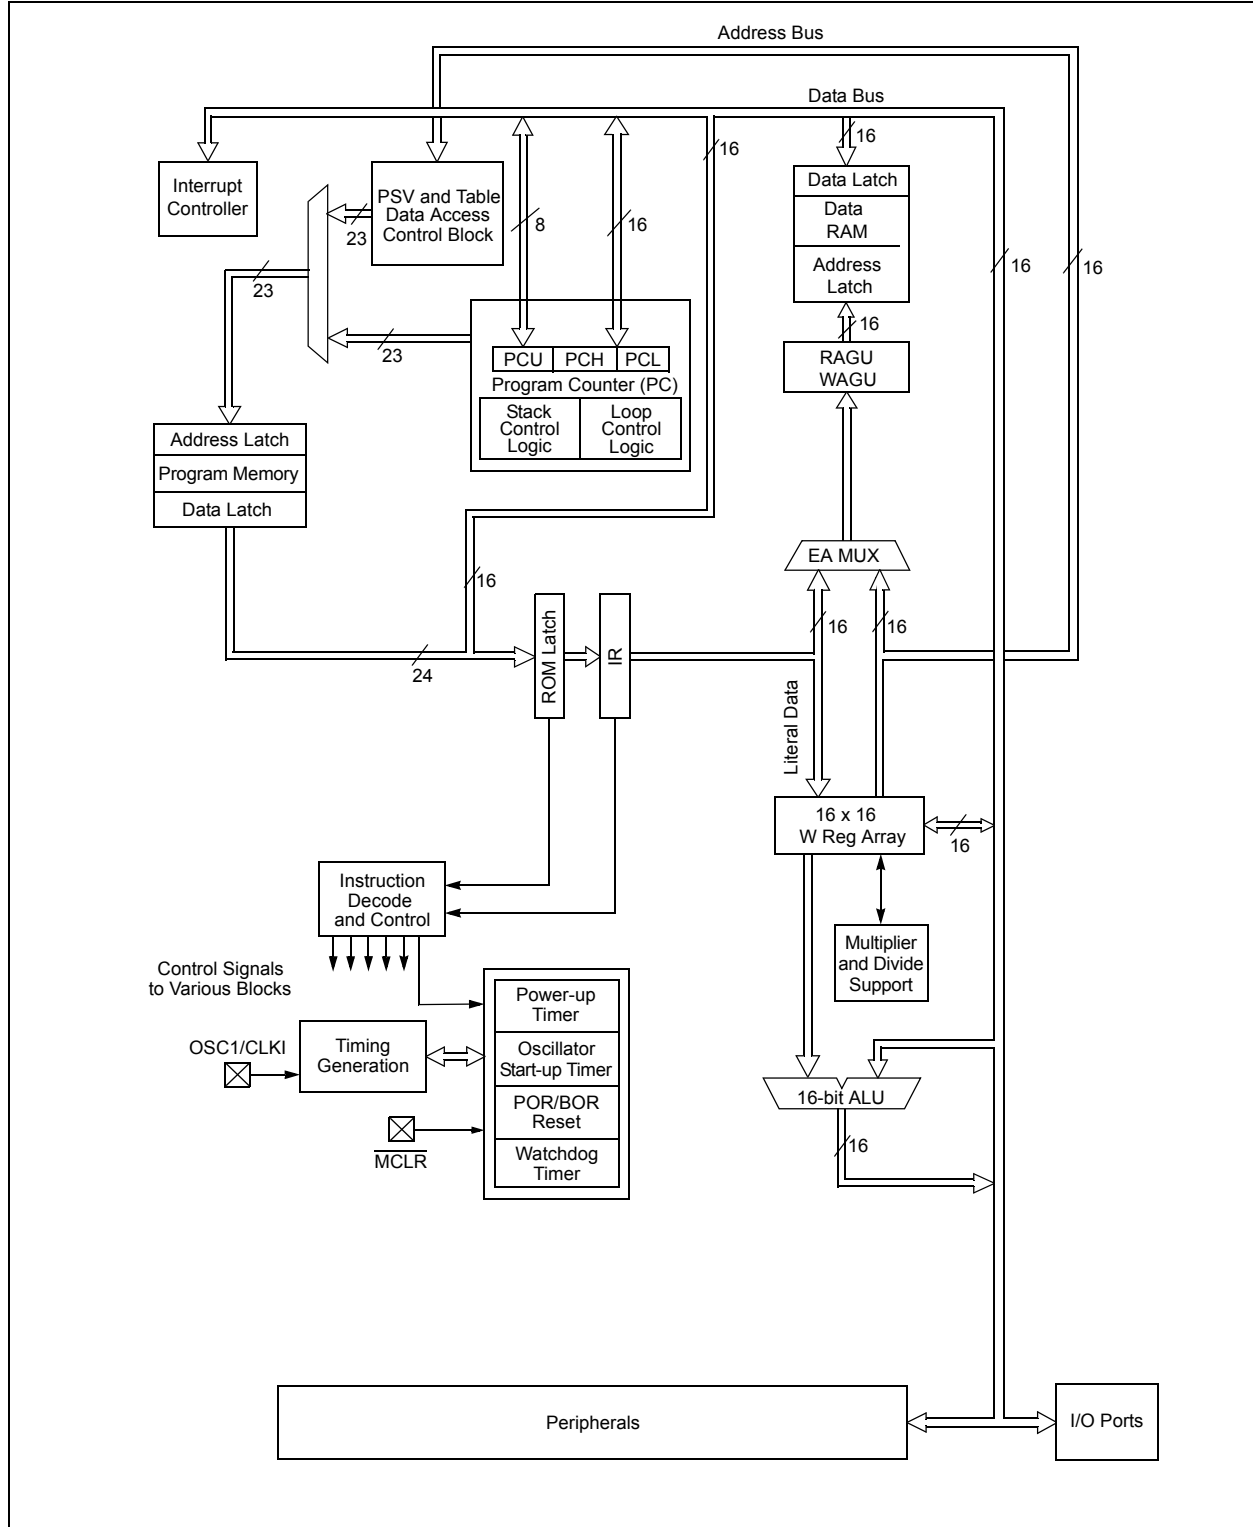 Address Bus
Data Bus
16
16
Interrupt
Controller
PSV and Table
Data Access
Control Block
23
8
16
Data Latch
Data
RAM
Address
Latch
16
16
23
16
23
PCU
PCH
PCL
Program Counter (PC)
Stack
Control
Logic
Loop
Control
Logic
RAGU
WAGU
Address Latch
Program Memory
Data Latch
EA MUX
16
16
16
24
ROM Latch
IR
Literal Data
16 x 16
W Reg Array
16
Instruction
Decode
and Control
Multiplier
and Divide
Support
Control Signals
to Various Blocks
Power-up
Timer
OSC1/CLKI
Timing
Generation
Oscillator
Start-up Timer
POR/BOR
Reset
MCLR
Watchdog
Timer
16-bit ALU
16
Peripherals
I/O Ports